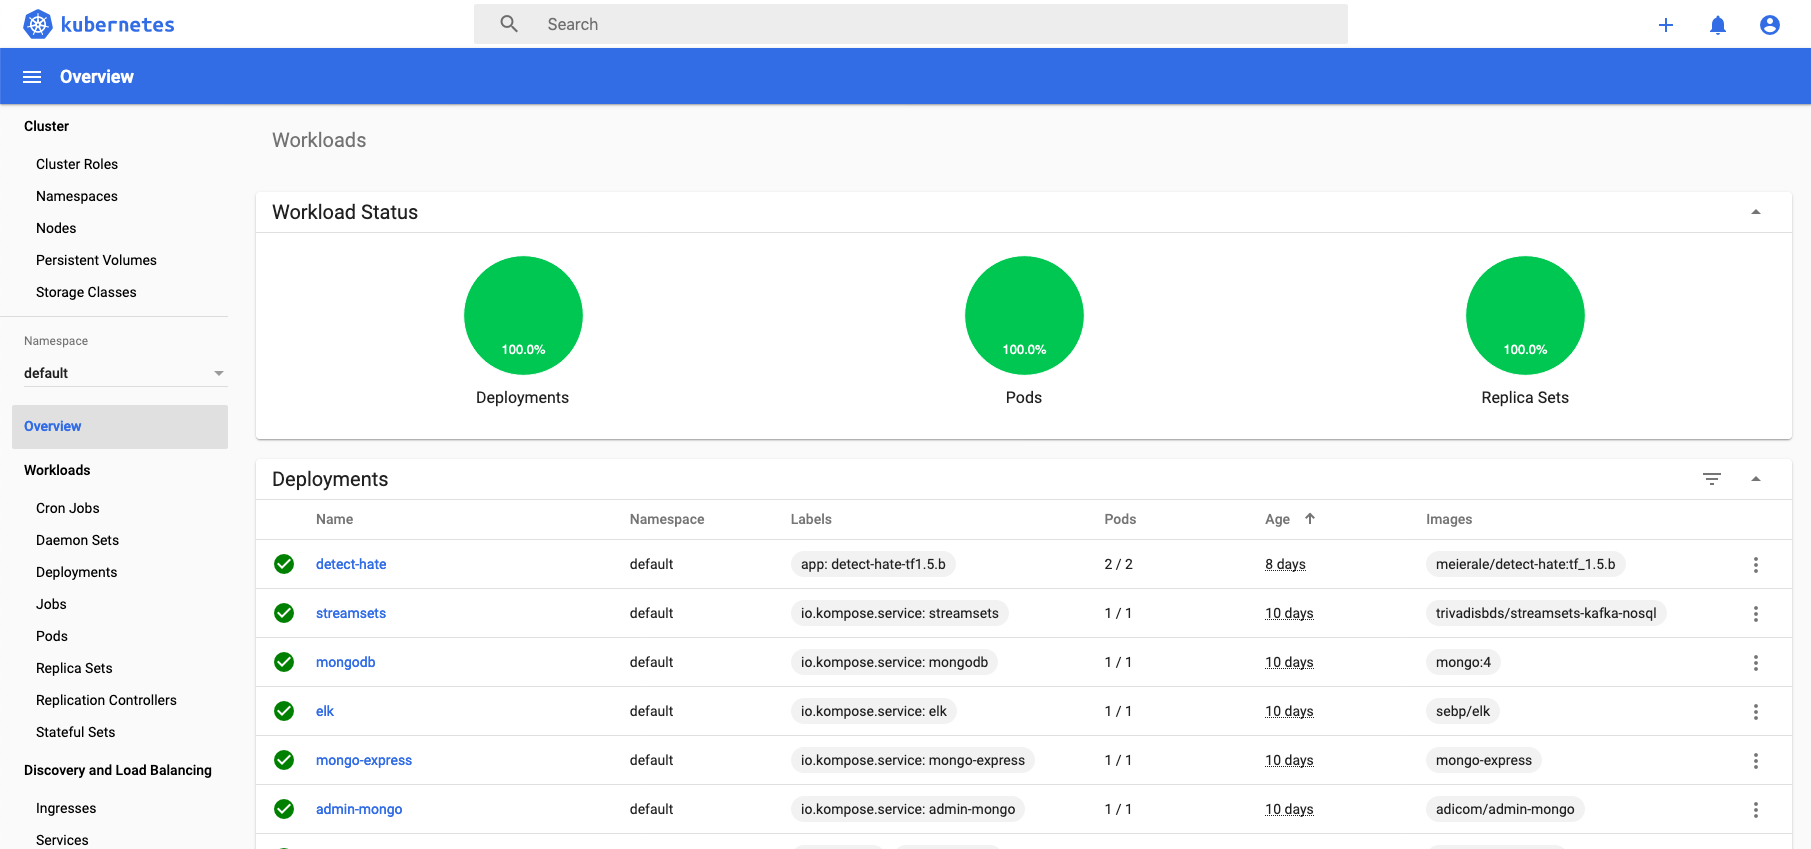 kubernetes
Search
Overview
Cluster
Cluster Roles
Namespaces
Nodes
Persistent Volumes
Storage Classes
Namespace
default
Overview
Workloads
Cron Jobs
Daemon Sets
Deployments
Jobs
Pods
Replica Sets
Replication Controllers
Stateful Sets
Discovery and Load Balancing
Ingresses
Services
Workloads
Workload Status
100.0% 100.0% 100.0%
Deployments Pods Replica Sets
Deployments
Name Namespace Labels Pods Age Images
detect-hate default app: detect-hate-tf1.5.b 2 / 2 8 days meierale/detect-hate:tf_1.5.b
streamsets default io.kompose.service: streamsets 1 / 1 10 days trivadisbds/streamsets-kafka-nosql
mongodb default io.kompose.service: mongodb 1 / 1 10 days mongo:4
elk default io.kompose.service: elk 1 / 1 10 days sebp/elk
mongo-express default io.kompose.service: mongo-express 1 / 1 10 days mongo-express
admin-mongo default io.kompose.service: admin-mongo 1 / 1 10 days adicom/admin-mongo